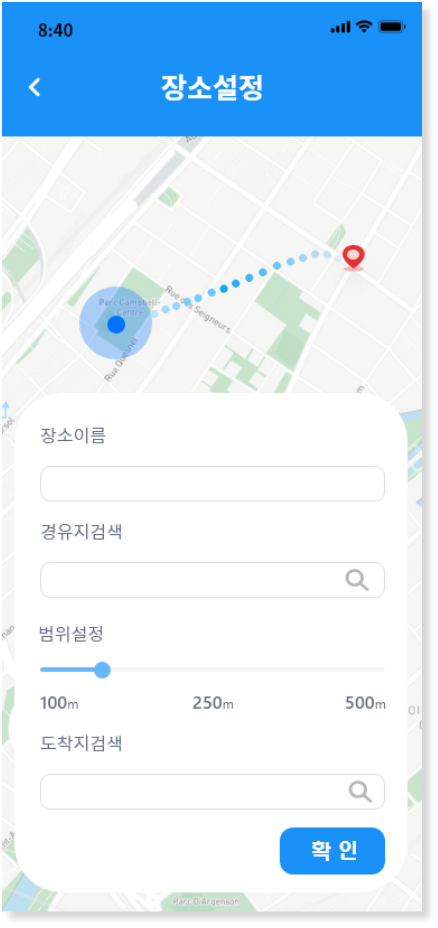 8:40
장소설정
Parc Campbell-
Centre
Rue des Seigneurs
Rue Quesnel
장소이름
경유지검색
범위설정
100m 250m 500m
도착지검색
확 인
Parc D'Argenson